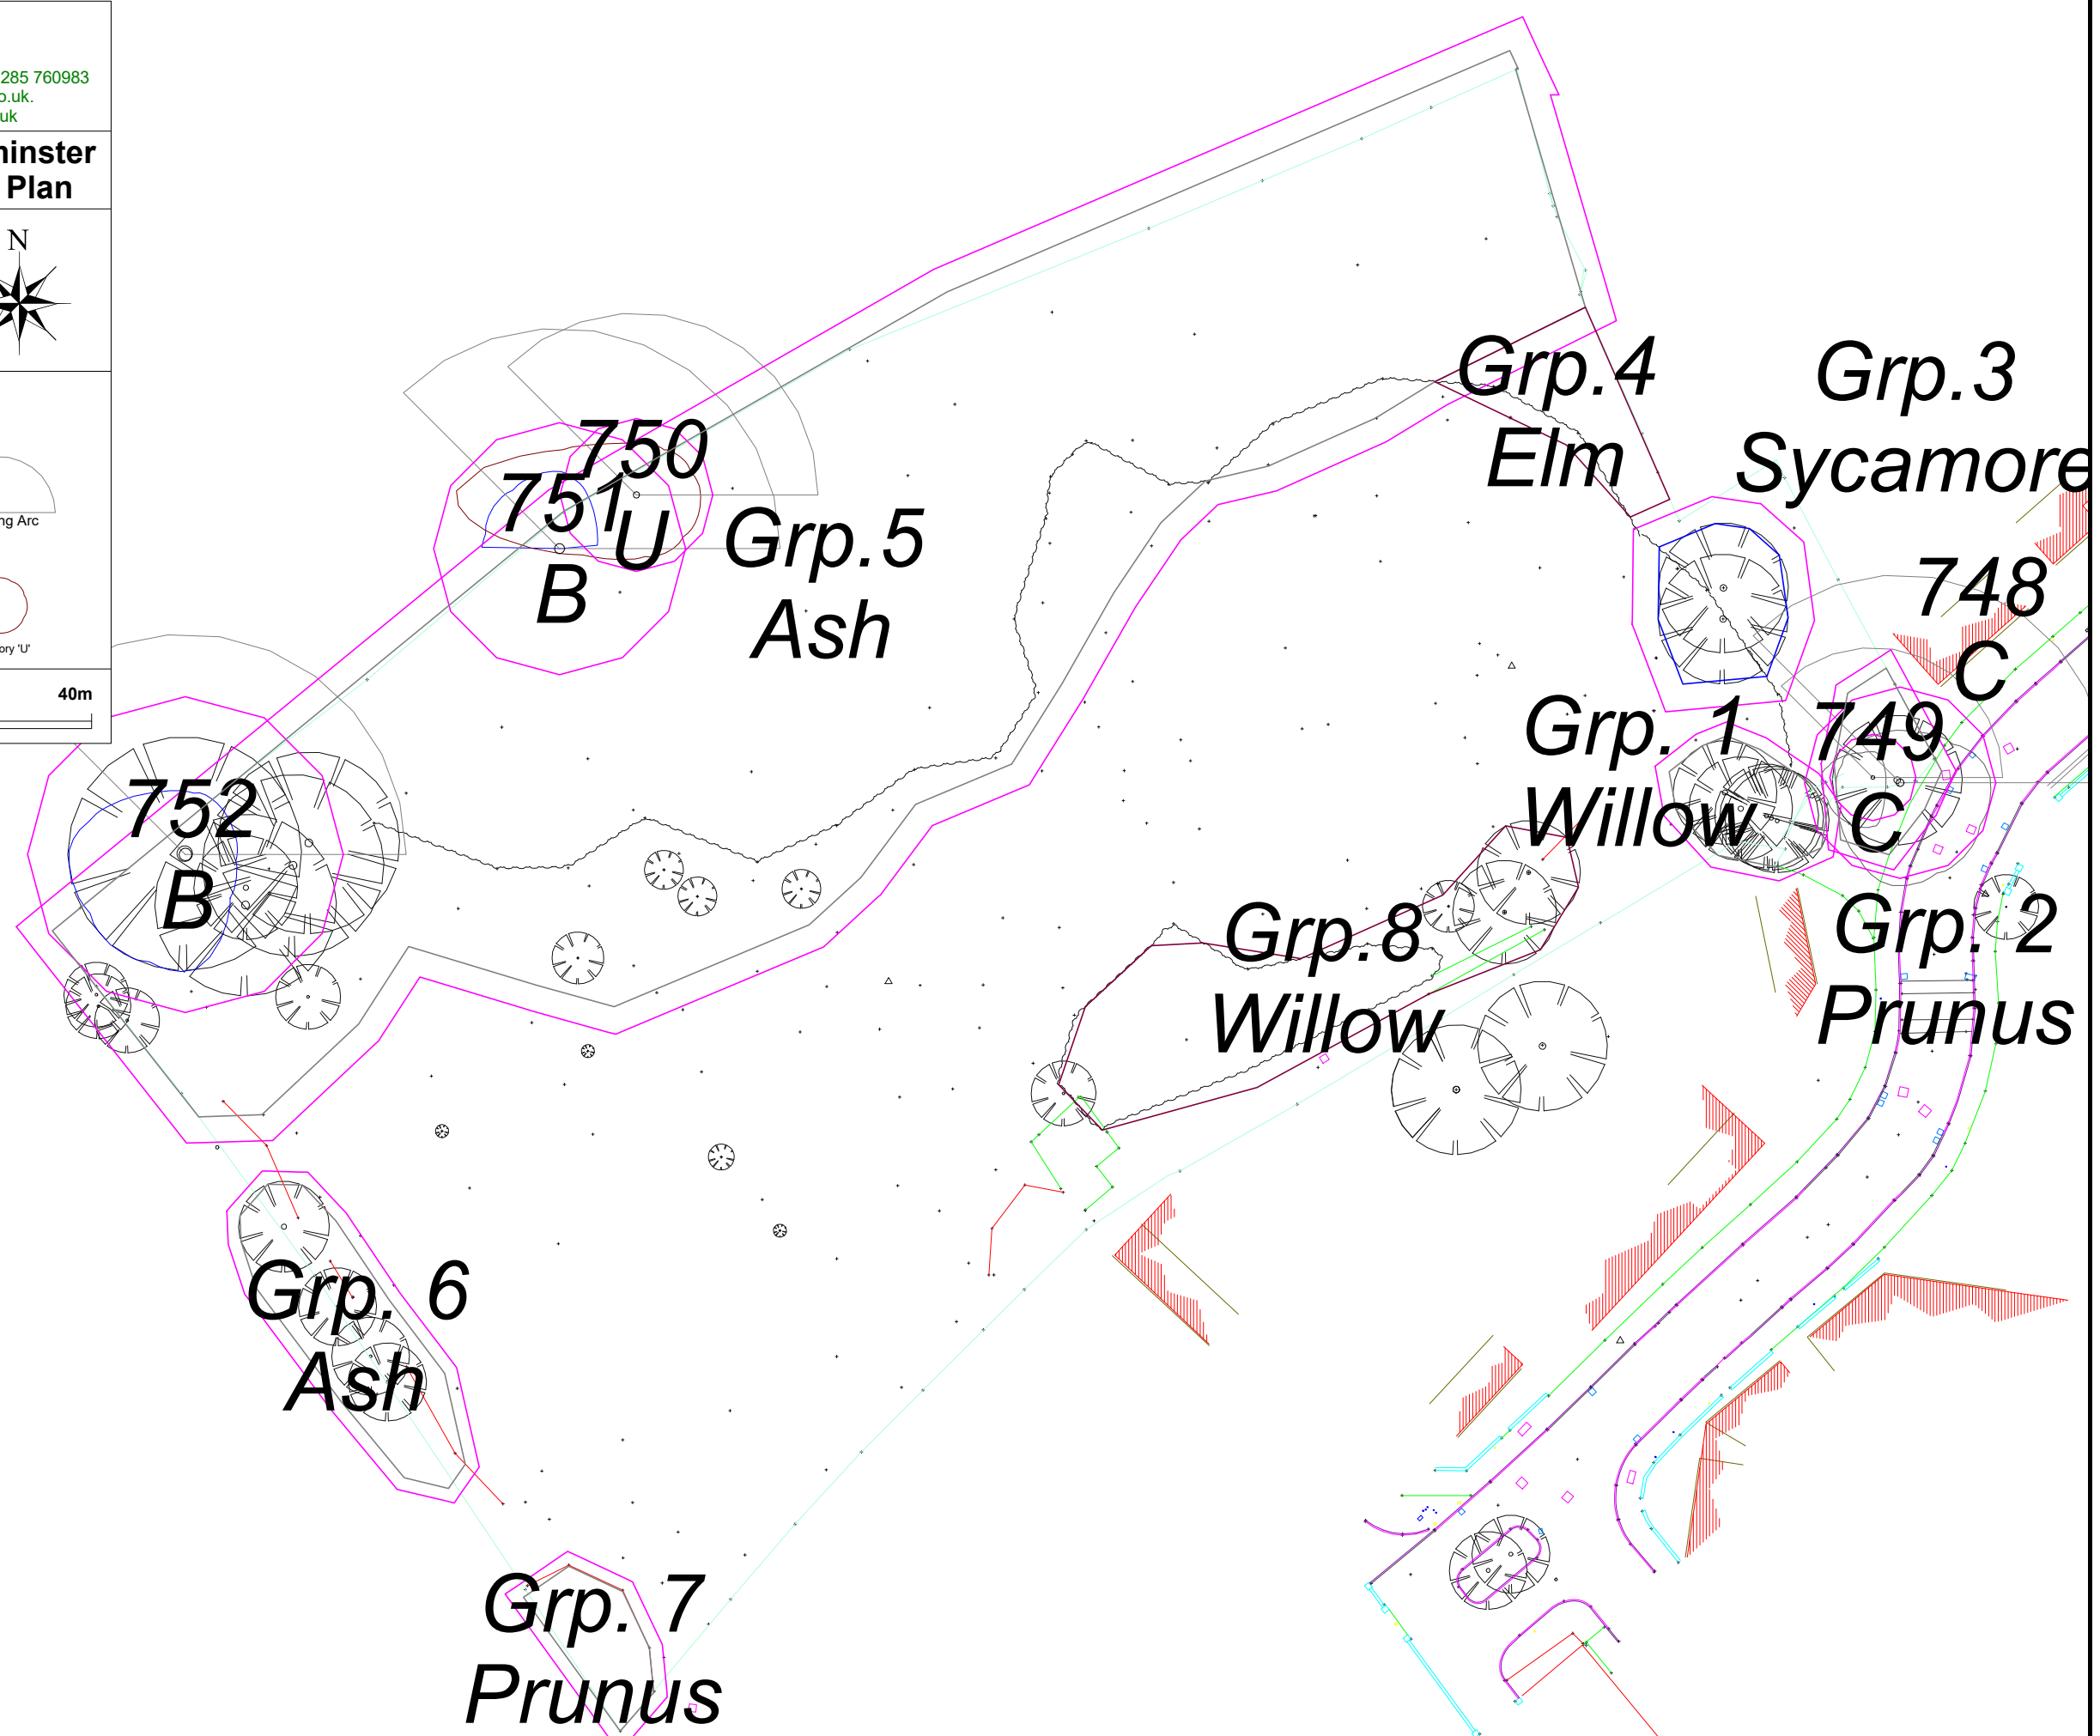 285 760983
o.uk.
uk
ninster
Plan
N
ng Arc
ory 'U'
40m
Grp.4
Elm
Grp.3
Sycamore
750
U
751
B
Grp.5
Ash
748
C
Grp. 1
Willow
749
C
752
B
Grp.8
Willow
Grp. 2
Prunus
Grp. 6
Ash
Grp. 7
Prunus